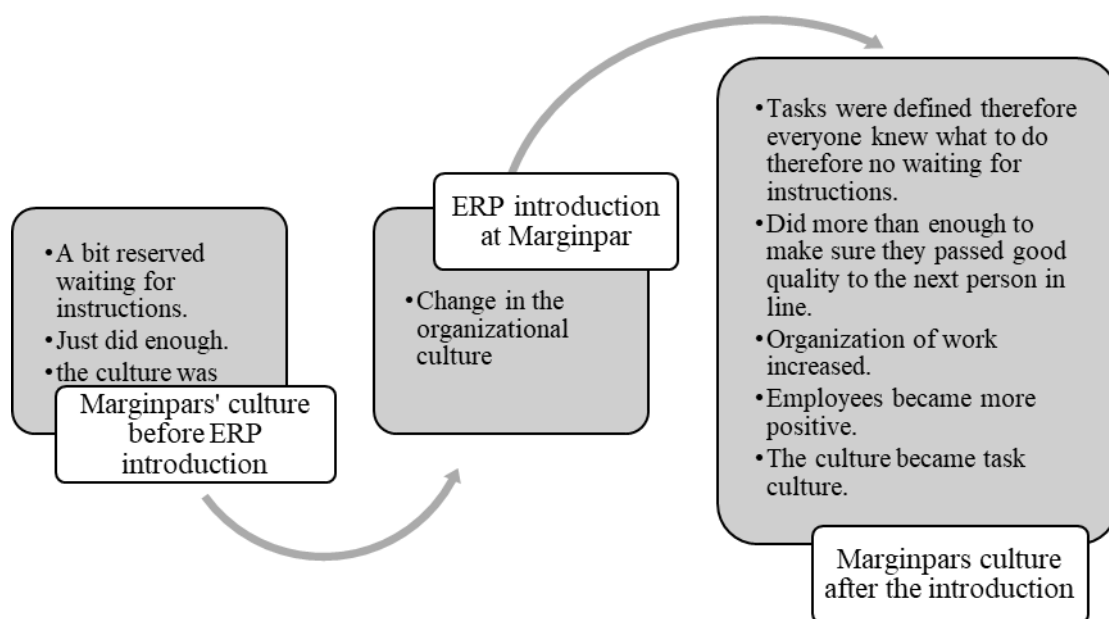 •A bit reserved
waiting for
instructions.
•Just did enough.
•the culture was
Marginpars' culture
before ERP
introduction
ERP introduction
at Marginpar
•Change in the
organizational
culture
•Tasks were defined therefore
everyone knew what to do
therefore no waiting for
instructions.
•Did more than enough to
make sure they passed good
quality to the next person in
line.
•Organization of work
increased.
•Employees became more
positive.
•The culture became task
culture.
Marginpars culture
after the introduction